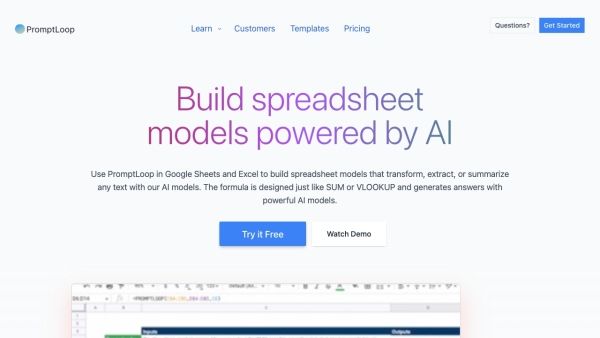 PromptLoop
Learn
Customers
Templates
Pricing
Questions?
Get Started
Build spreadsheet
models powered by AI
Use PromptLoop in Google Sheets and Excel to build spreadsheet models that transform, extract, or summarize
any text with our AI models. The formula is designed just like SUM or VLOOKUP and generates answers with
powerful AI models.
Try it Free
Watch Demo
Inputs
Outputs